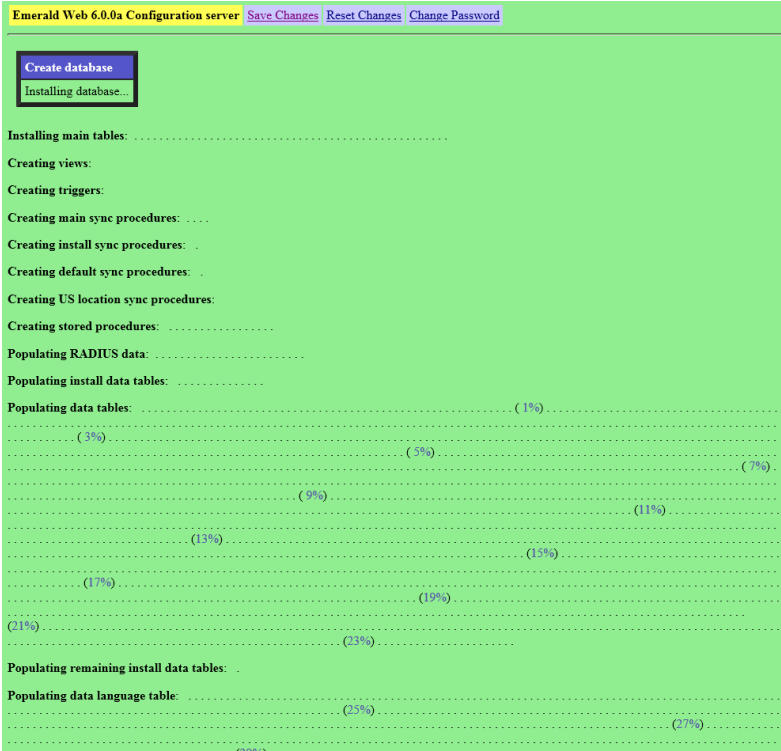 Emerald Web 6.0.0a Configuration server Save Changes Reset Changes Change Password
Create database
Installing database...
Installing main tables: . . . . . . . . . . . . . . . . . . . . . . . . . . . . . . . . . . . . . . . . . . . . . . . . . . .
Creating views:
Creating triggers:
Creating main sync procedures: . . . .
Creating install sync procedures: .
Creating default sync procedures: .
Creating US location sync procedures:
Creating stored procedures: . . . . . . . . . . . . . . . . .
Populating RADIUS data: . . . . . . . . . . . . . . . . . . . . . . . .
Populating install data tables: . . . . . . . . . . . . . .
Populating data tables: . . . ( 1%) . . .
. . . ( 3%) . . .
. . . ( 5%) . . .
. . . ( 7%) .
. . . ( 9%) . . .
. . . (11%) . . .
. . . (13%) . . .
. . . (15%) . . .
. . . (17%) . . .
. . . (19%) . . .
(21%) . . .
. . . (23%) . . .
Populating remaining install data tables: .
Populating data language table: . . .
. . . (25%) . . .
. . . (27%) . . .